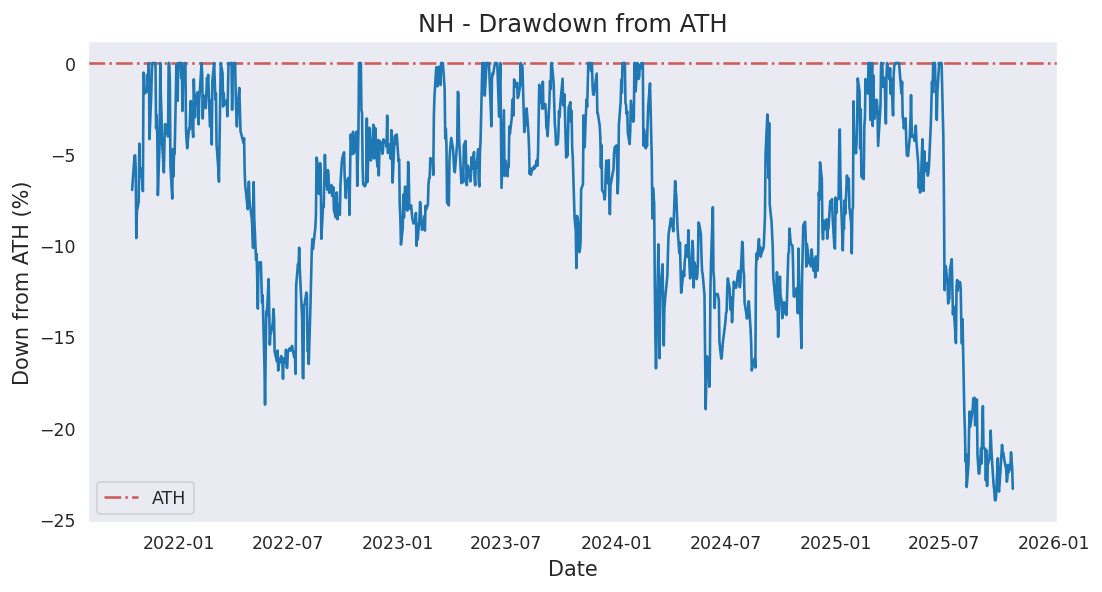 NH - Drawdown from ATH
Down from ATH (%)
0
−5
−10
−15
−20
−25
ATH
2022-01 2022-07 2023-01 2023-07 2024-01 2024-07 2025-01 2025-07 2026-01
Date